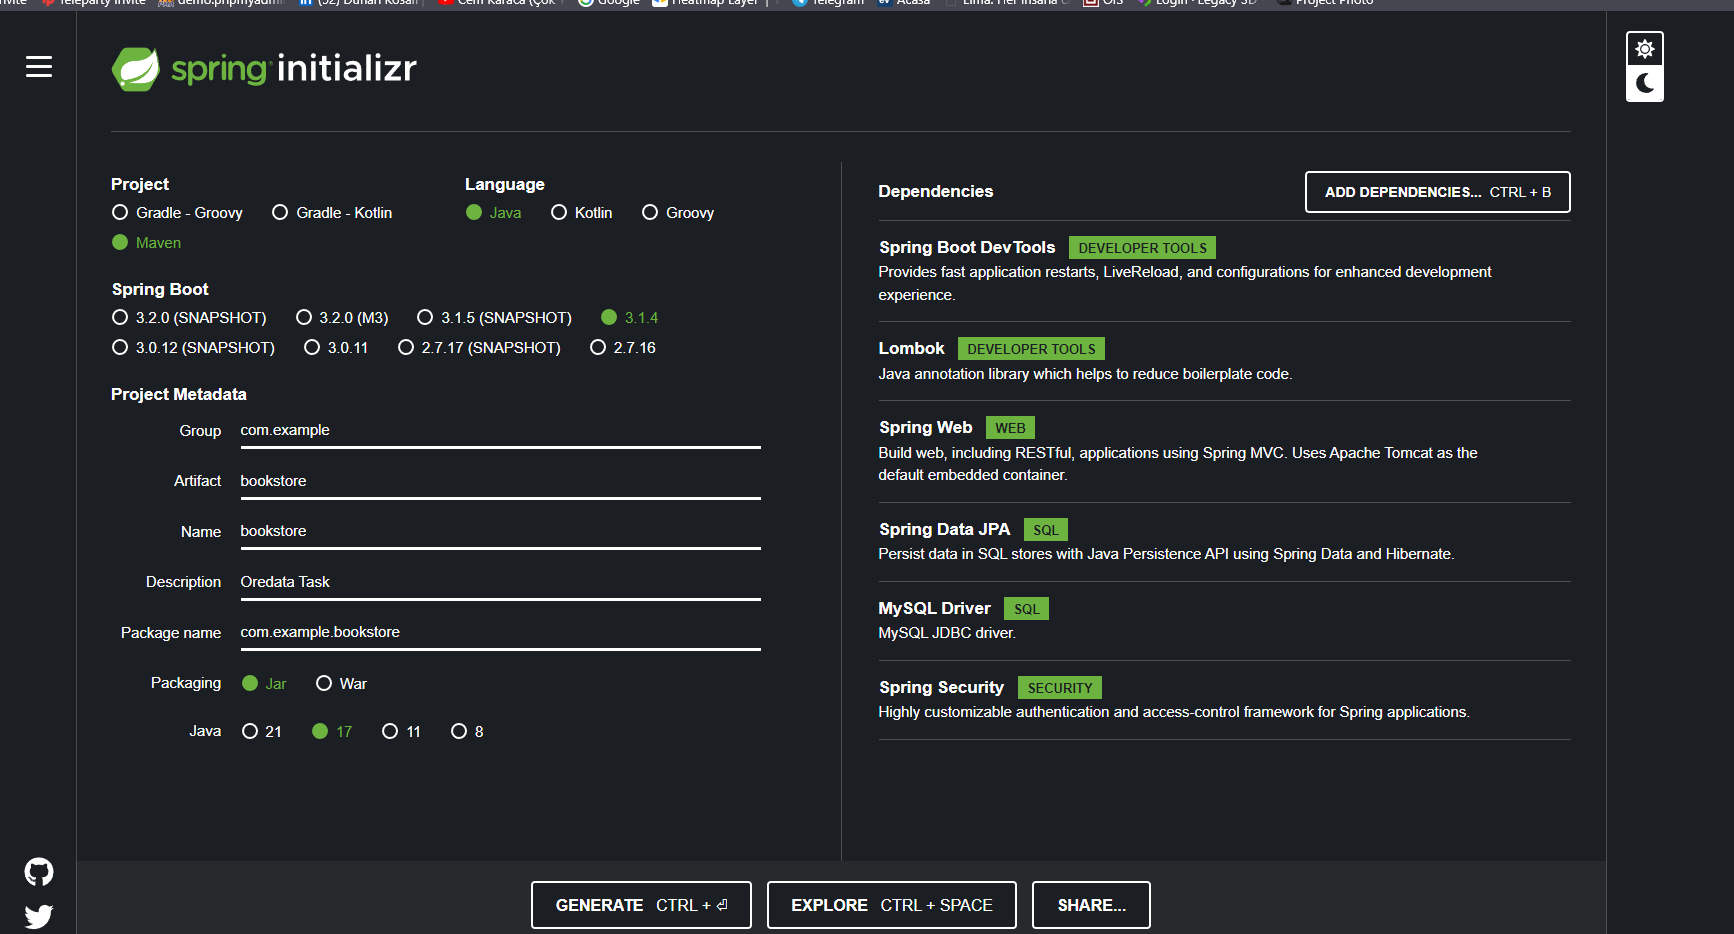 Teleparty Invite
Google
Telegram
Acasa
Project Photo
spring initializr
Project
Gradle - Groovy Gradle - Kotlin
Maven
Language
Java Kotlin Groovy
Spring Boot
3.2.0 (SNAPSHOT) 3.2.0 (M3) 3.1.5 (SNAPSHOT) 3.1.4
3.0.12 (SNAPSHOT) 3.0.11 2.7.17 (SNAPSHOT) 2.7.16
Project Metadata
Group com.example
Artifact bookstore
Name bookstore
Description Oredata Task
Package name com.example.bookstore
Packaging Jar War
Java 21 17 11 8
Dependencies
ADD DEPENDENCIES... CTRL + B
Spring Boot DevTools DEVELOPER TOOLS
Provides fast application restarts, LiveReload, and configurations for enhanced development
experience.
Lombok DEVELOPER TOOLS
Java annotation library which helps to reduce boilerplate code.
Spring Web WEB
Build web, including RESTful, applications using Spring MVC. Uses Apache Tomcat as the
default embedded container.
Spring Data JPA SQL
Persist data in SQL stores with Java Persistence API using Spring Data and Hibernate.
MySQL Driver SQL
MySQL JDBC driver.
Spring Security SECURITY
Highly customizable authentication and access-control framework for Spring applications.
GENERATE CTRL + ⏎
EXPLORE CTRL + SPACE
SHARE...